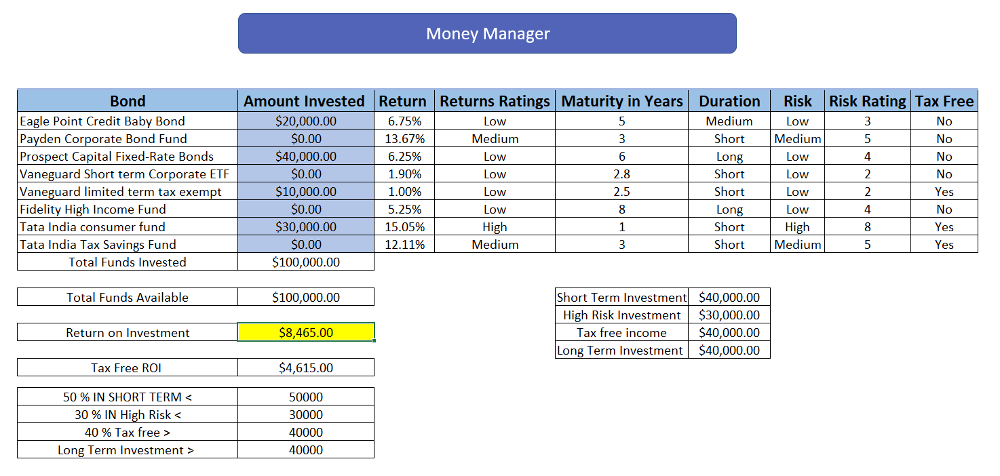 Money Manager
Bond Amount Invested Return Returns Ratings Maturity in Years Duration Risk Risk Rating Tax Free
Eagle Point Credit Baby Bond $20,000.00 6.75% Low 5 Medium Low 3 No
Payden Corporate Bond Fund $0.00 13.67% Medium 3 Short Medium 5 No
Prospect Capital Fixed-Rate Bonds $40,000.00 6.25% Low 6 Long Low 4 No
Vaneguard Short term Corporate ETF $0.00 1.90% Low 2.8 Short Low 2 No
Vaneguard limited term tax exempt $10,000.00 1.00% Low 2.5 Short Low 2 Yes
Fidelity High Income Fund $0.00 5.25% Low 8 Long Low 4 No
Tata India consumer fund $30,000.00 15.05% High 1 Short High 8 Yes
Tata India Tax Savings Fund $0.00 12.11% Medium 3 Short Medium 5 Yes
Total Funds Invested $100,000.00
Total Funds Available $100,000.00 Short Term Investment $40,000.00
High Risk Investment $30,000.00
Return on Investment $8,465.00 Tax free income $40,000.00
Long Term Investment $40,000.00
Tax Free ROI $4,615.00
50 % IN SHORT TERM < 50000
30 % IN High Risk < 30000
40 % Tax free > 40000
Long Term Investment > 40000